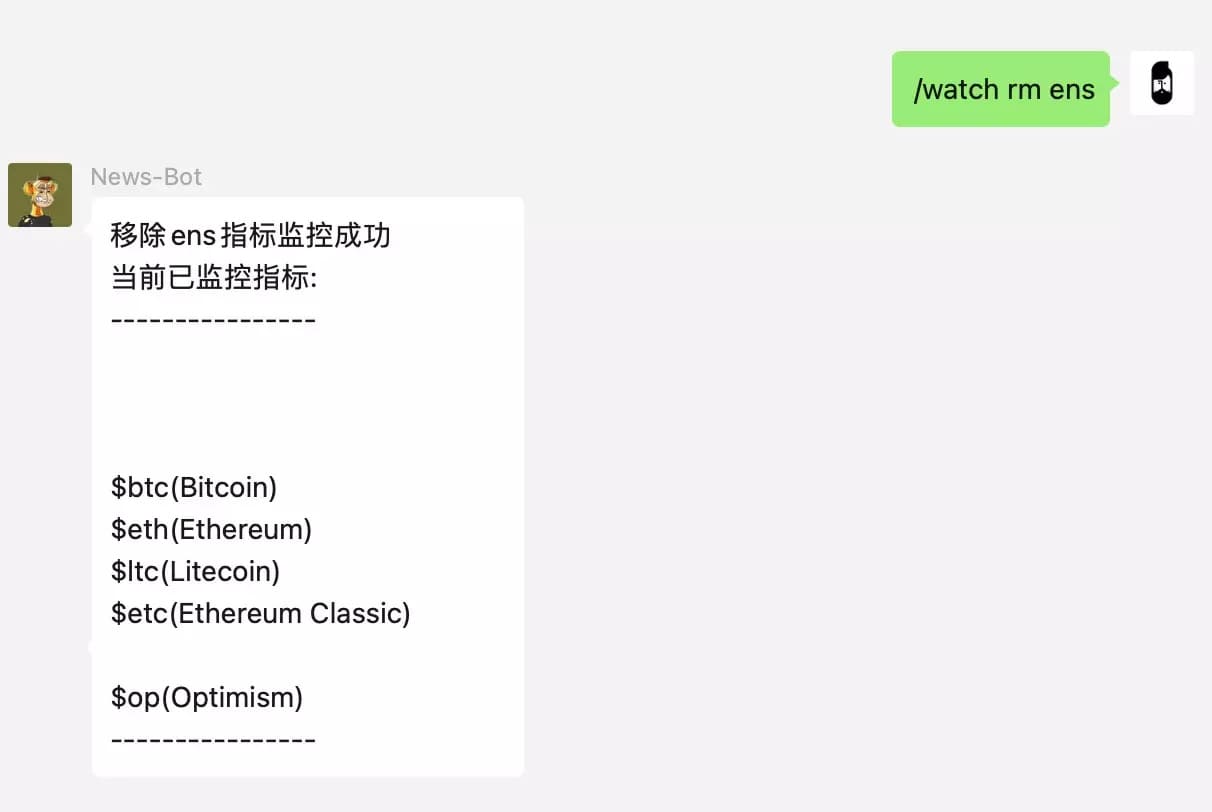 /watch rm ens
News-Bot
移除ens指标监控成功
当前已监控指标:
----------------
$btc(Bitcoin)
$eth(Ethereum)
$ltc(Litecoin)
$etc(Ethereum Classic)
$op(Optimism)
----------------